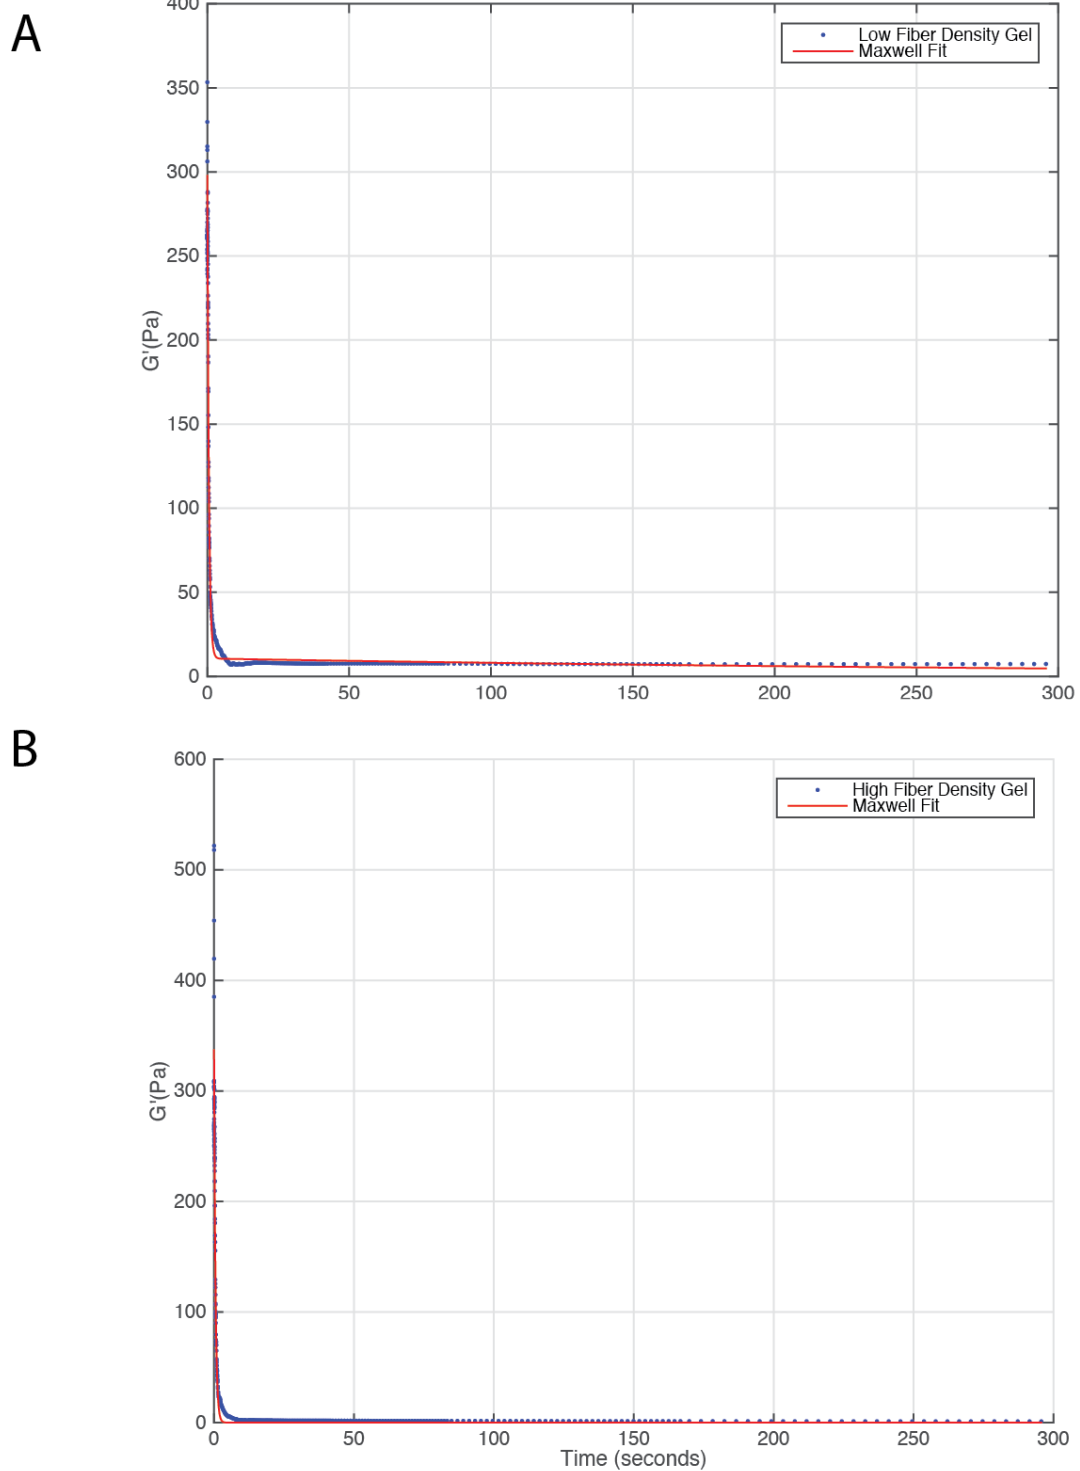 A
400
350
300
250
200
150
100
50
0
G'(Pa)
Low Fiber Density Gel
Maxwell Fit
0 50 100 150 200 250 300
B
600
500
400
300
200
100
0
G'(Pa)
High Fiber Density Gel
Maxwell Fit
0 50 100 150 200 250 300
Time (seconds)